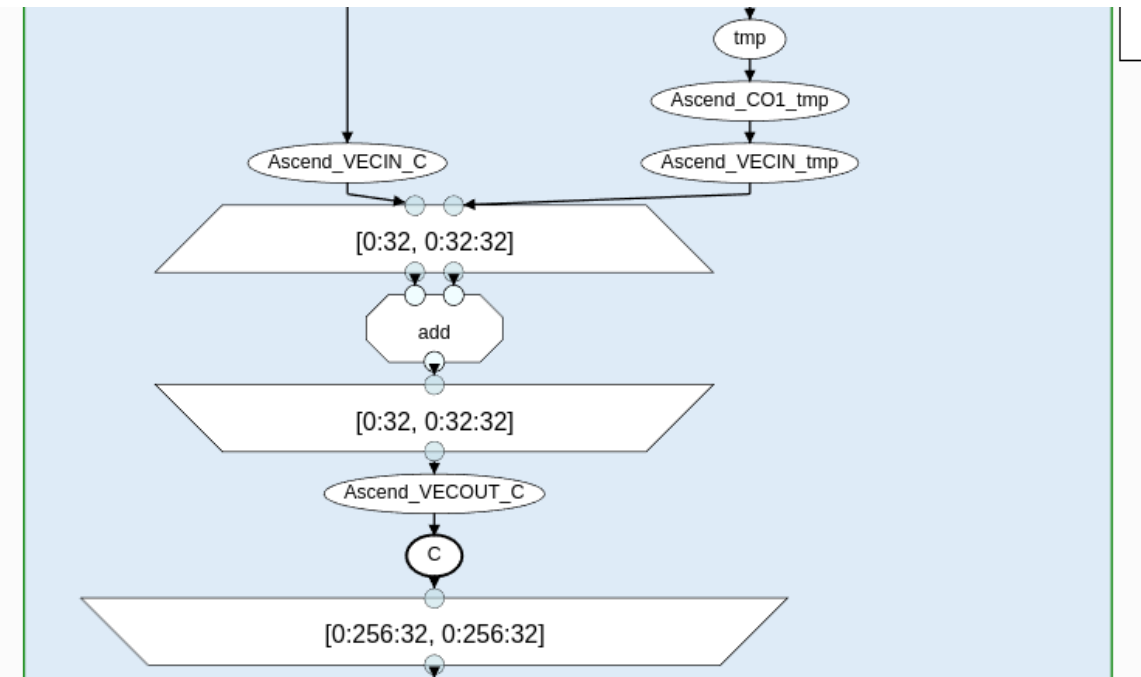 tmp
Ascend_CO1_tmp
Ascend_VECIN_C
Ascend_VECIN_tmp
[0:32, 0:32:32]
add
[0:32, 0:32:32]
Ascend_VECOUT_C
C
[0:256:32, 0:256:32]